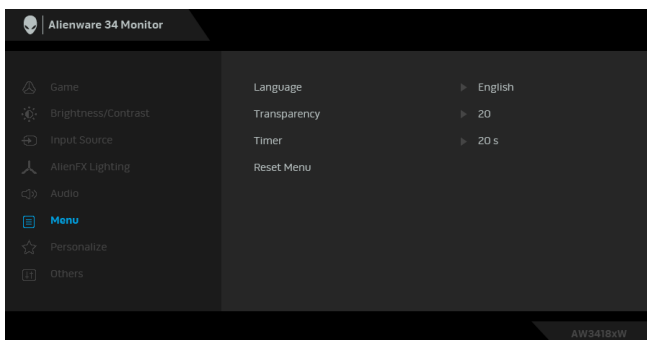 Alienware 34 Monitor
Game
Brightness/Contrast
Input Source
AlienFX Lighting
Audio
Menu
Personalize
Others
Language English
Transparency 20
Timer 20 s
Reset Menu
AW3418xW